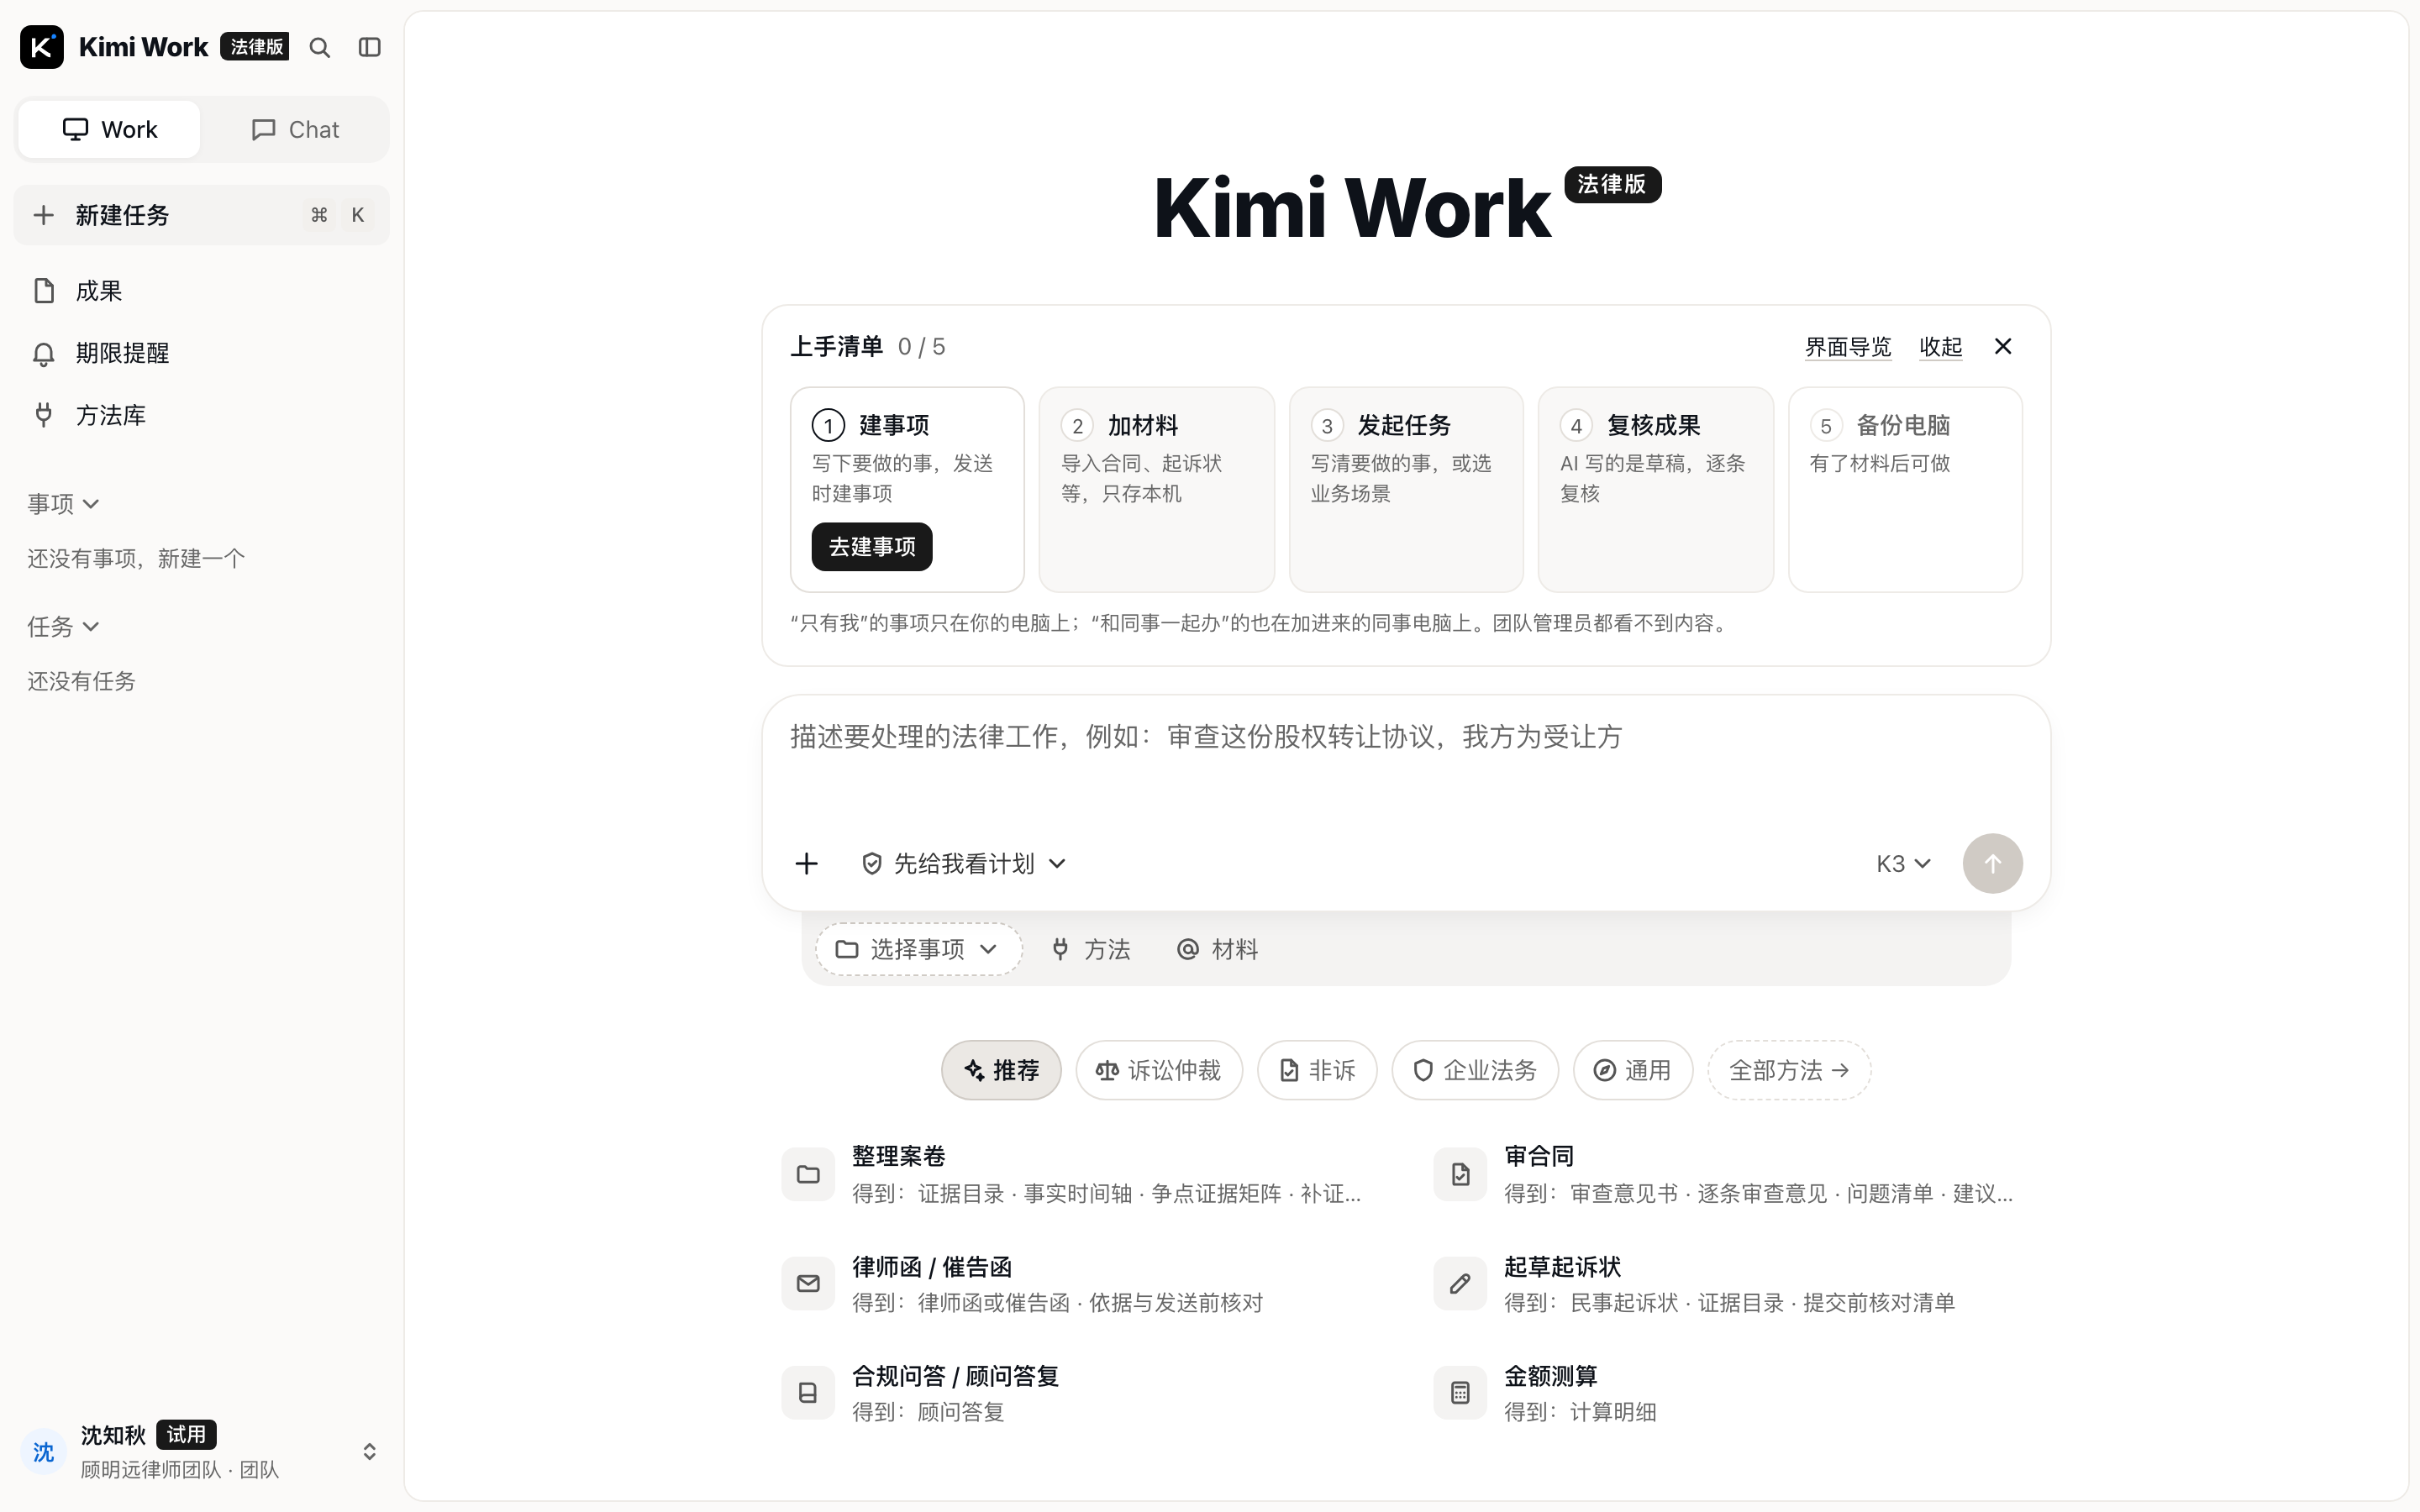 Kimi Work 法律版
Work
Chat
新建任务 ⌘ K
成果
期限提醒
方法库
事项
还没有事项，新建一个
任务
还没有任务
沈 沈知秋 试用
顾明远律师团队 · 团队
Kimi Work 法律版
上手清单 0 / 5 界面导览 收起
1 建事项
写下要做的事，发送
时建事项
去建事项
2 加材料
导入合同、起诉状
等，只存本机
3 发起任务
写清要做的事，或选
业务场景
4 复核成果
AI 写的是草稿，逐条
复核
5 备份电脑
有了材料后可做
“只有我”的事项只在你的电脑上；“和同事一起办”的也在加进来的同事电脑上。团队管理员都看不到内容。
描述要处理的法律工作，例如：审查这份股权转让协议，我方为受让方
先给我看计划 K3
选择事项 方法 材料
推荐 诉讼仲裁 非诉 企业法务 通用 全部方法 →
整理案卷
得到：证据目录 · 事实时间轴 · 争点证据矩阵 · 补证...
审合同
得到：审查意见书 · 逐条审查意见 · 问题清单 · 建议...
律师函 / 催告函
得到：律师函或催告函 · 依据与发送前核对
起草起诉状
得到：民事起诉状 · 证据目录 · 提交前核对清单
合规问答 / 顾问答复
得到：顾问答复
金额测算
得到：计算明细